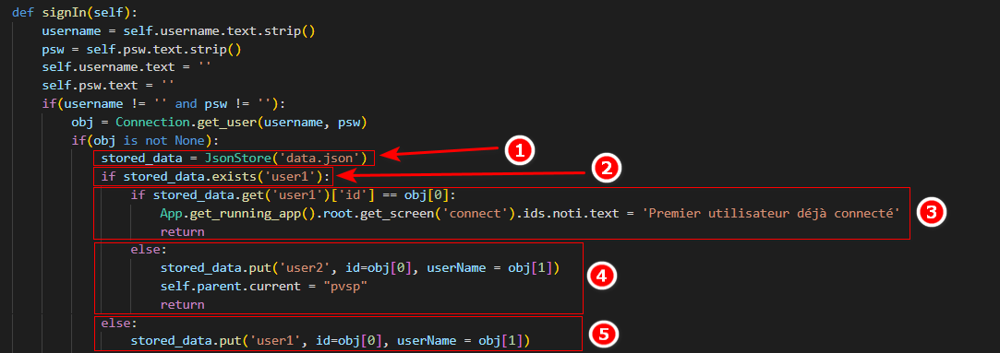 def signIn(self):
    username = self.username.text.strip()
    psw = self.psw.text.strip()
    self.username.text = ''
    self.psw.text = ''
    if(username != '' and psw != ''):
        obj = Connection.get_user(username, psw)
        if(obj is not None):
            stored_data = JsonStore('data.json') 1
            if stored_data.exists('user1'): 2
                if stored_data.get('user1')['id'] == obj[0]:
                    App.get_running_app().root.get_screen('connect').ids.noti.text = 'Premier utilisateur déjà connecté' 3
                    return
                else:
                    stored_data.put('user2', id=obj[0], userName = obj[1]) 4
                    self.parent.current = "pvsp"
                    return
            else:
                stored_data.put('user1', id=obj[0], userName = obj[1]) 5